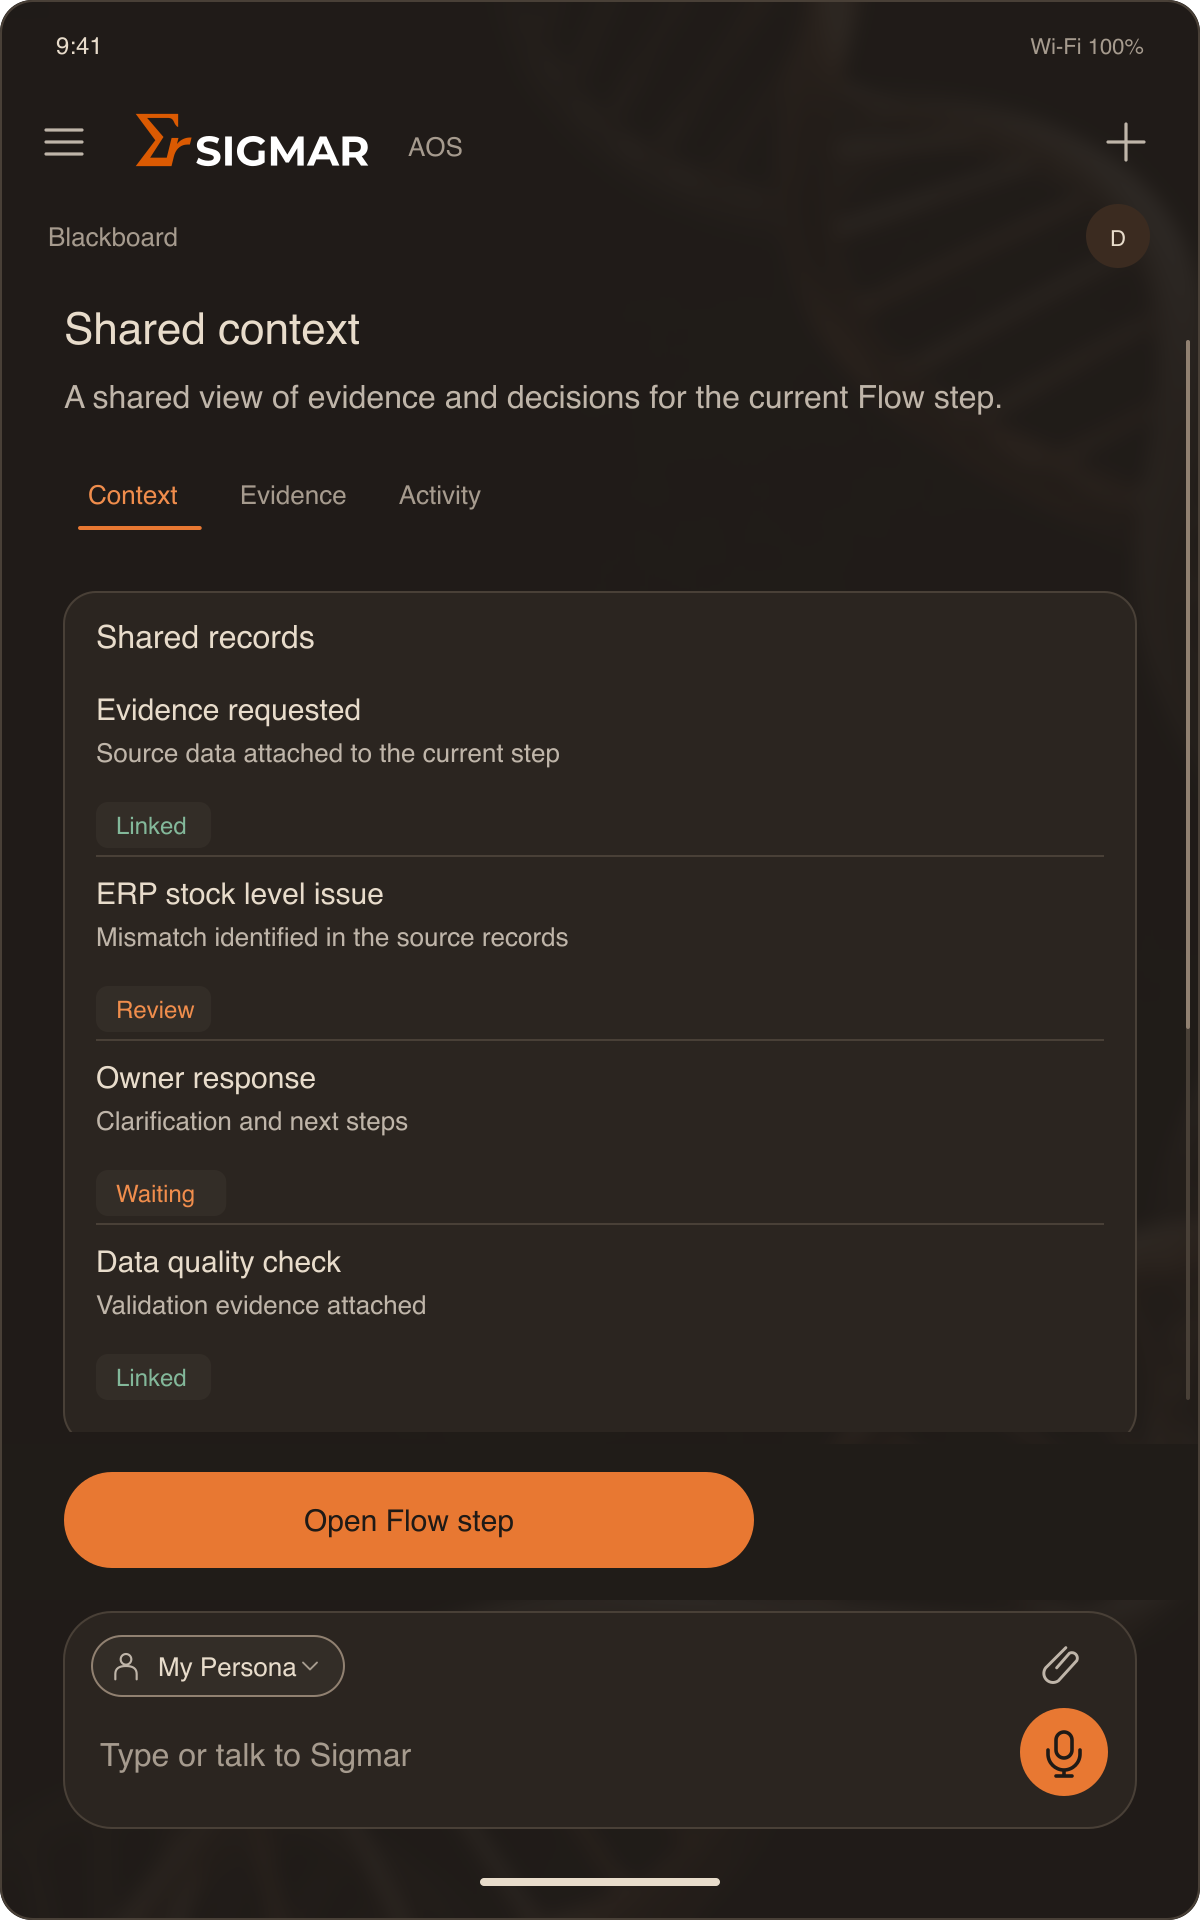 9:41
Wi-Fi 100%
Σr SIGMAR AOS
Blackboard
D
Shared context
A shared view of evidence and decisions for the current Flow step.
Context Evidence Activity
Shared records
Evidence requested
Source data attached to the current step
Linked
ERP stock level issue
Mismatch identified in the source records
Review
Owner response
Clarification and next steps
Waiting
Data quality check
Validation evidence attached
Linked
Open Flow step
My Persona
Type or talk to Sigmar